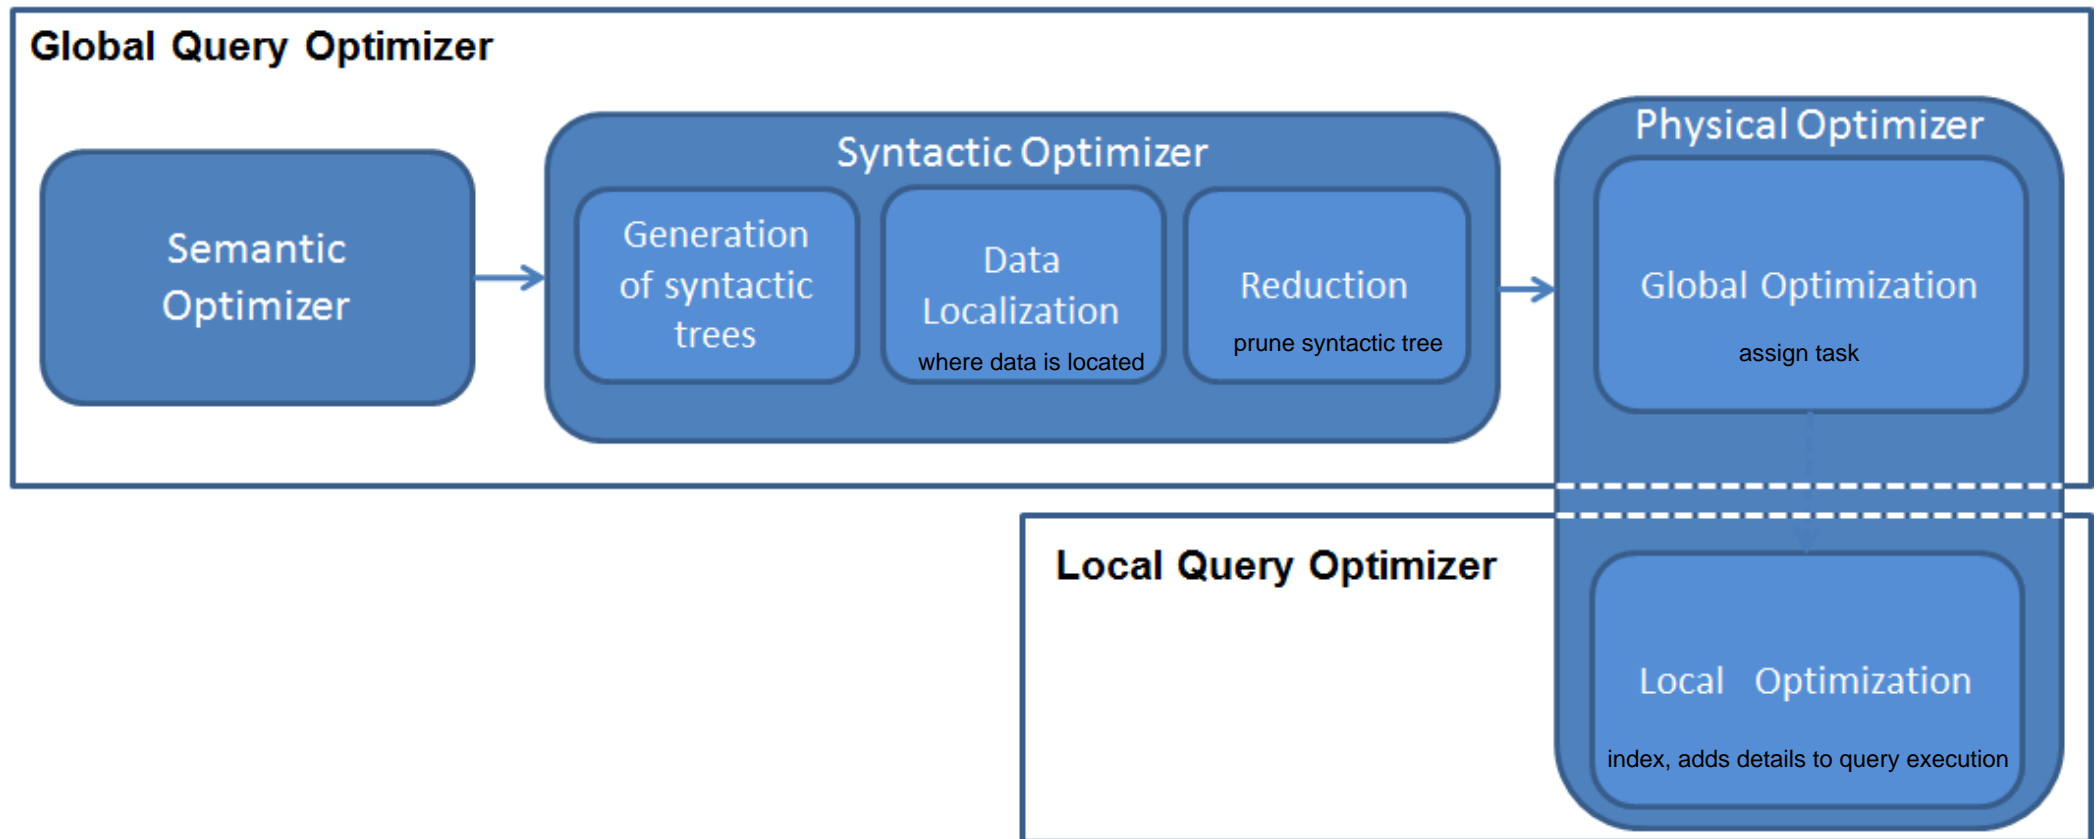 Global Query Optimizer
Semantic
Optimizer
Syntactic Optimizer
Generation
of syntactic
trees
Data
Localization
where data is located
Reduction
prune syntactic tree
Physical Optimizer
Global Optimization
assign task
Local Query Optimizer
Local Optimization
index, adds details to query execution